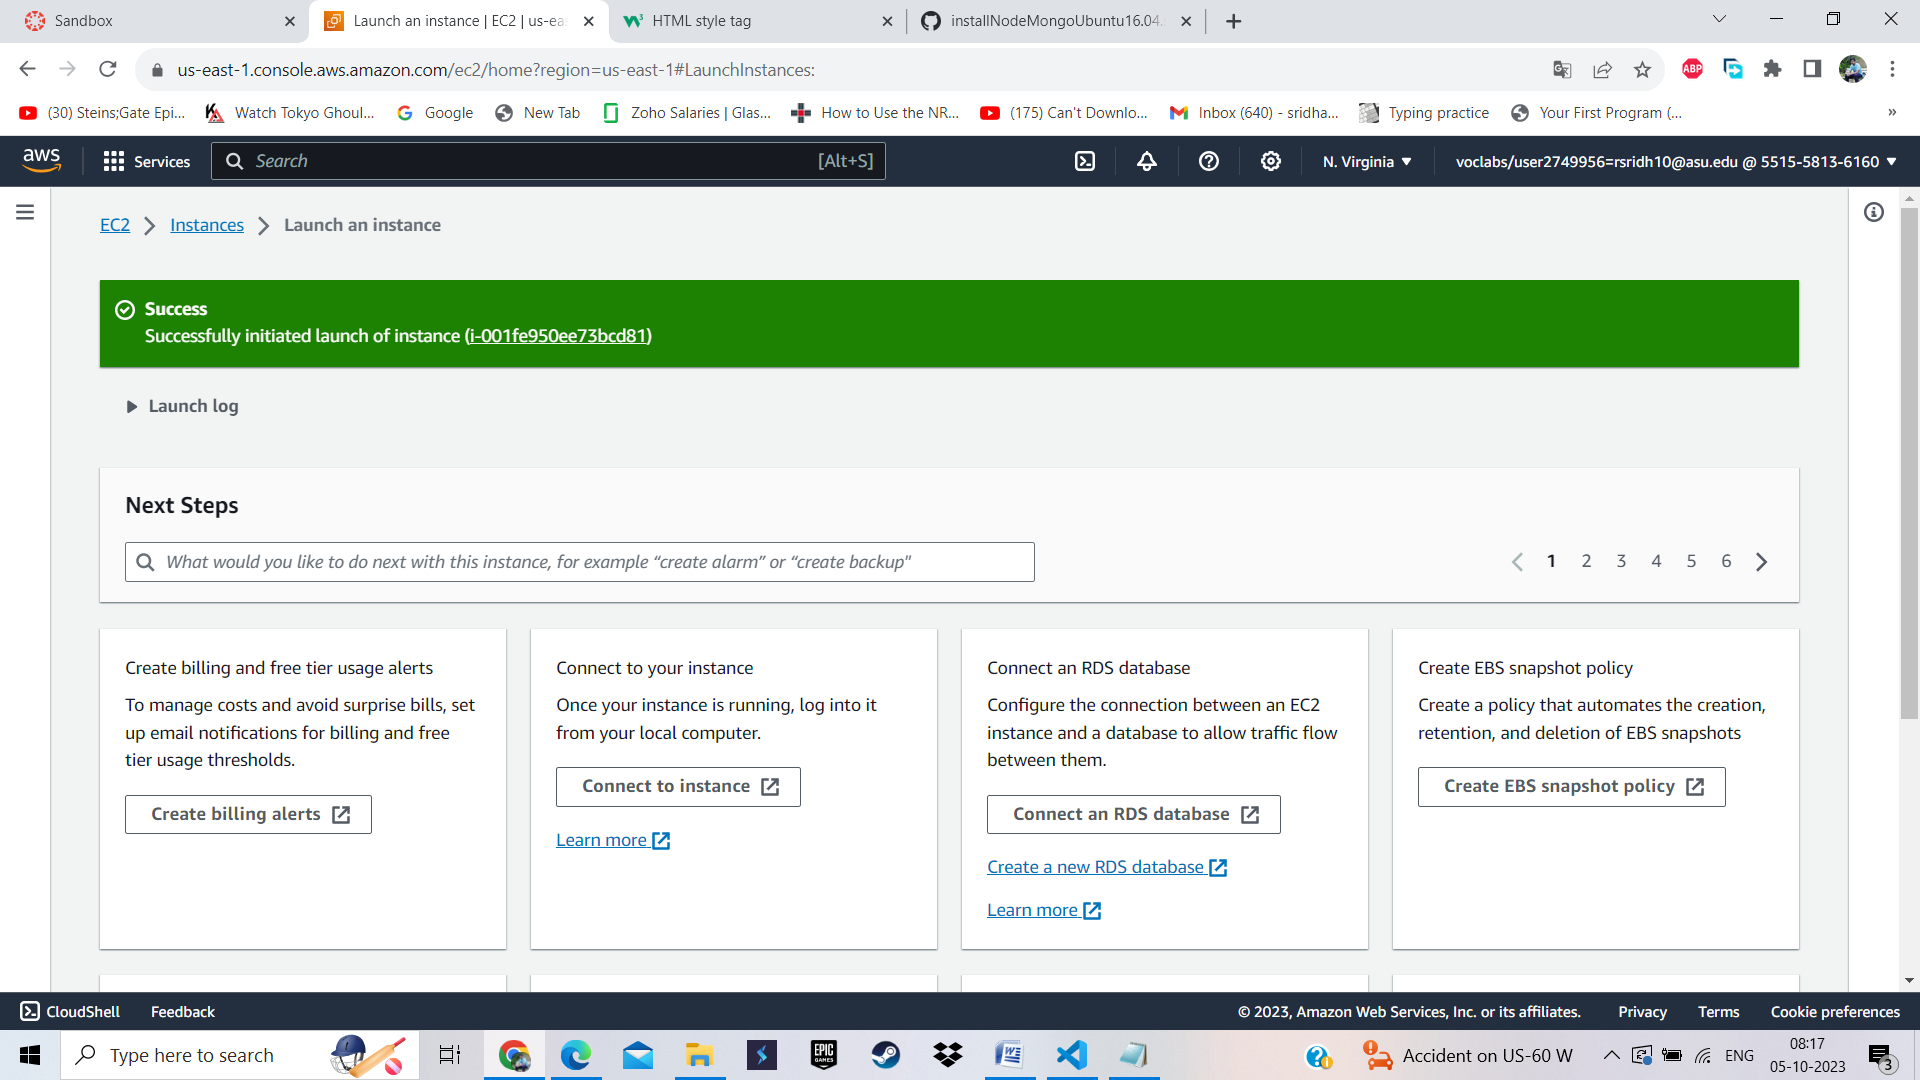 Sandbox
Launch an instance | EC2 | us-ea
HTML style tag
installNodeMongoUbuntu16.04.
us-east-1.console.aws.amazon.com/ec2/home?region=us-east-1#LaunchInstances:
ABP
(30) Steins;Gate Epi...
Watch Tokyo Ghoul...
Google
New Tab
Zoho Salaries | Glas...
How to Use the NR...
(175) Can't Downlo...
Inbox (640) - sridha...
Typing practice
Your First Program (...
»
aws
Services
Search
[Alt+S]
N. Virginia
voclabs/user2749956=rsridh10@asu.edu @ 5515-5813-6160
EC2
Instances
Launch an instance
Success
Successfully initiated launch of instance (i-001fe950ee73bcd81)
Launch log
Next Steps
What would you like to do next with this instance, for example “create alarm” or “create backup"
1 2 3 4 5 6
Create billing and free tier usage alerts
To manage costs and avoid surprise bills, set
up email notifications for billing and free
tier usage thresholds.
Create billing alerts
Connect to your instance
Once your instance is running, log into it
from your local computer.
Connect to instance
Learn more
Connect an RDS database
Configure the connection between an EC2
instance and a database to allow traffic flow
between them.
Connect an RDS database
Create a new RDS database
Learn more
Create EBS snapshot policy
Create a policy that automates the creation,
retention, and deletion of EBS snapshots
Create EBS snapshot policy
CloudShell
Feedback
© 2023, Amazon Web Services, Inc. or its affiliates.
Privacy
Terms
Cookie preferences
Type here to search
EPIC
GAMES
Accident on US-60 W
ENG
08:17
05-10-2023
3